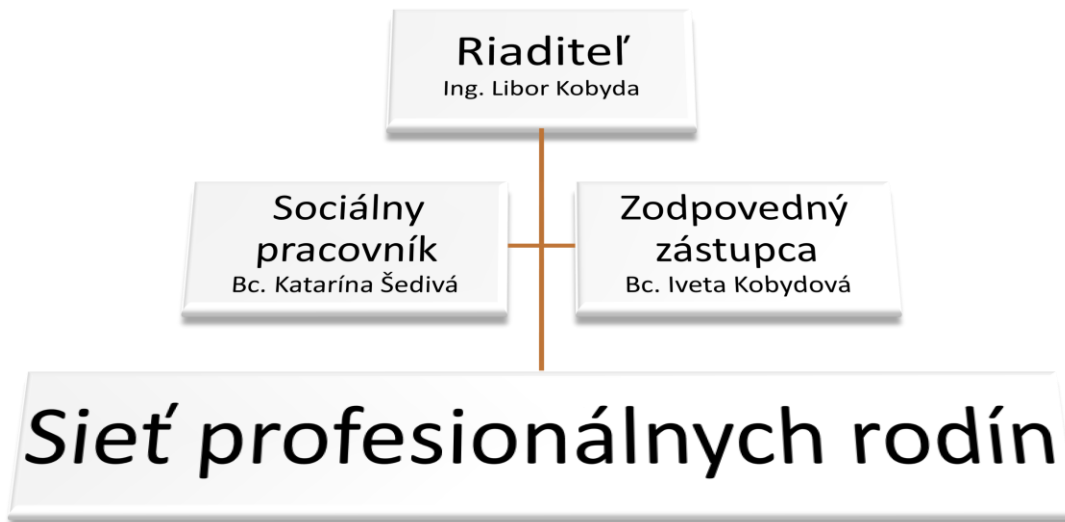 Riaditeľ
Ing. Libor Kobyda
Sociálny
pracovník
Bc. Katarína Šedivá
Zodpovedný
zástupca
Bc. Iveta Kobydová
Sieť profesionálnych rodín